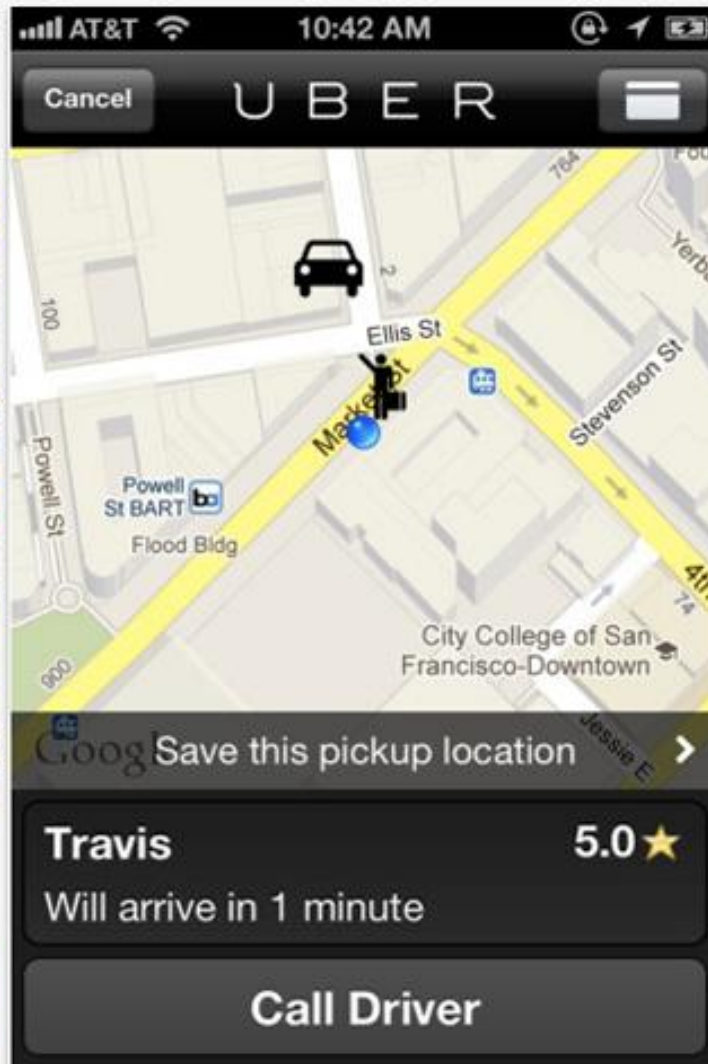 AT&T 10:42 AM
Cancel UBER
764
Fou
Yerba
100
2
Ellis St
Market St
Stevenson St
Powell St
Powell
St BART
Flood Bldg
4th
74
City College of San
Francisco-Downtown
900
Jessie E
Google
Save this pickup location
Travis 5.0
Will arrive in 1 minute
Call Driver